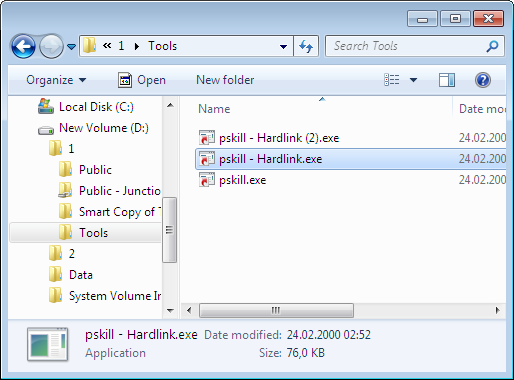 « 1 Tools
Search Tools
Organize Open New folder
Local Disk (C:)
New Volume (D:)
1
Public
Public - Junctio
Smart Copy of T
Tools
2
Data
System Volume Ir
Name Date mo
pskill - Hardlink (2).exe 24.02.2000
pskill - Hardlink.exe 24.02.2000
pskill.exe 24.02.2000
pskill - Hardlink.exe Date modified: 24.02.2000 02:52
Application Size: 76,0 KB